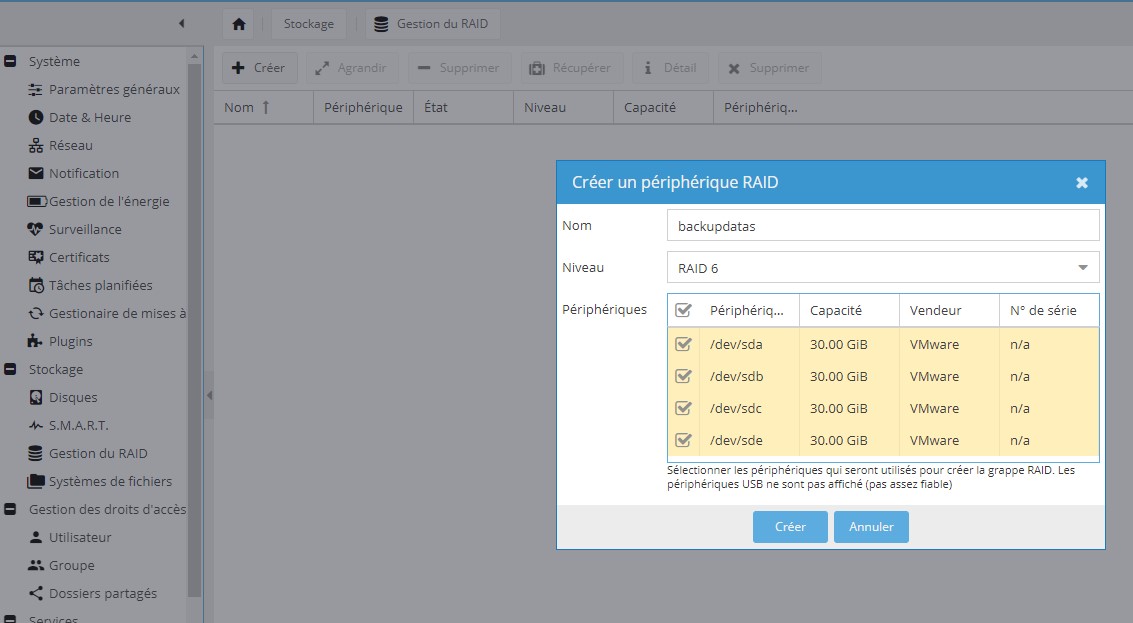 Stockage
Gestion du RAID
Système
Paramètres généraux
Date & Heure
Réseau
Notification
Gestion de l'énergie
Surveillance
Certificats
Tâches planifiées
Gestionaire de mises à
Plugins
Stockage
Disques
S.M.A.R.T.
Gestion du RAID
Systèmes de fichiers
Gestion des droits d'accès
Utilisateur
Groupe
Dossiers partagés
Services
Créer Agrandir Supprimer Récupérer Détail Supprimer
Nom Périphérique État Niveau Capacité Périphériq...
Créer un périphérique RAID
Nom backupdatas
Niveau RAID 6
Périphériques
Périphériq... Capacité Vendeur N° de série
/dev/sda 30.00 GiB VMware n/a
/dev/sdb 30.00 GiB VMware n/a
/dev/sdc 30.00 GiB VMware n/a
/dev/sde 30.00 GiB VMware n/a
Sélectionner les périphériques qui seront utilisés pour créer la grappe RAID. Les
périphériques USB ne sont pas affiché (pas assez fiable)
Créer Annuler